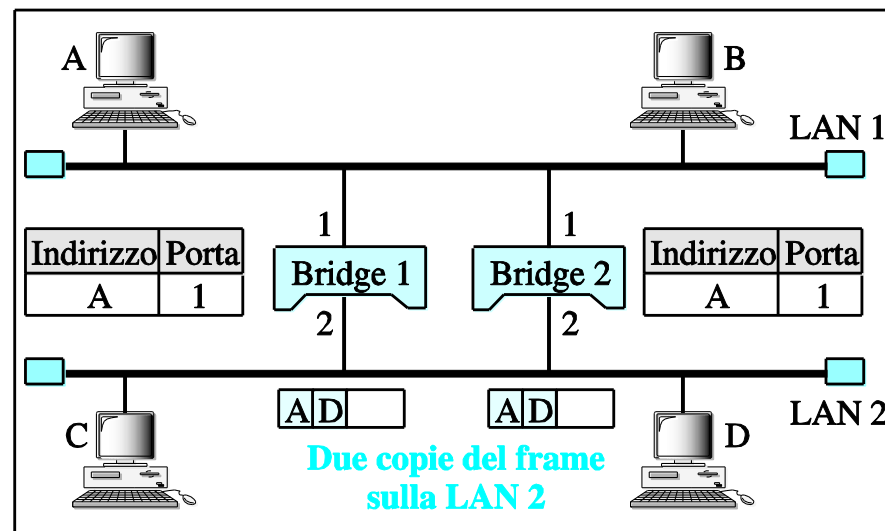 A
B
LAN 1
1
1
Indirizzo Porta
A 1
Bridge 1
Bridge 2
Indirizzo Porta
A 1
2
2
A D
A D
C
D
LAN 2
Due copie del frame
sulla LAN 2